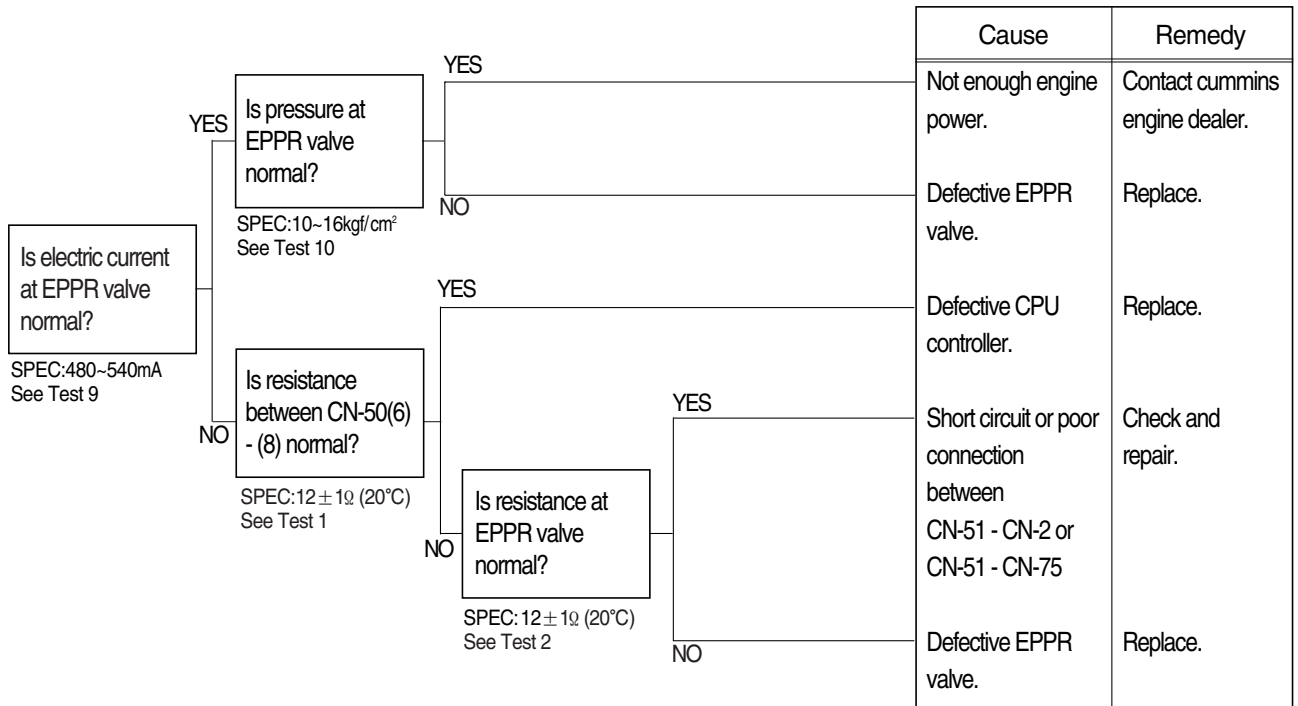 Cause
Remedy
YES
Not enough engine
power.
Contact cummins
engine dealer.
YES
Is pressure at
EPPR valve
normal?
NO
Defective EPPR
valve.
Replace.
SPEC:10~16kgf/cm²
See Test 10
Is electric current
at EPPR valve
normal?
SPEC:480~540mA
See Test 9
YES
Defective CPU
controller.
Replace.
NO
Is resistance
between CN-50(6)
- (8) normal?
SPEC:12±1Ω (20°C)
See Test 1
YES
Short circuit or poor
connection
between
CN-51 - CN-2 or
CN-51 - CN-75
Check and
repair.
NO
Is resistance at
EPPR valve
normal?
SPEC:12±1Ω (20°C)
See Test 2
NO
Defective EPPR
valve.
Replace.